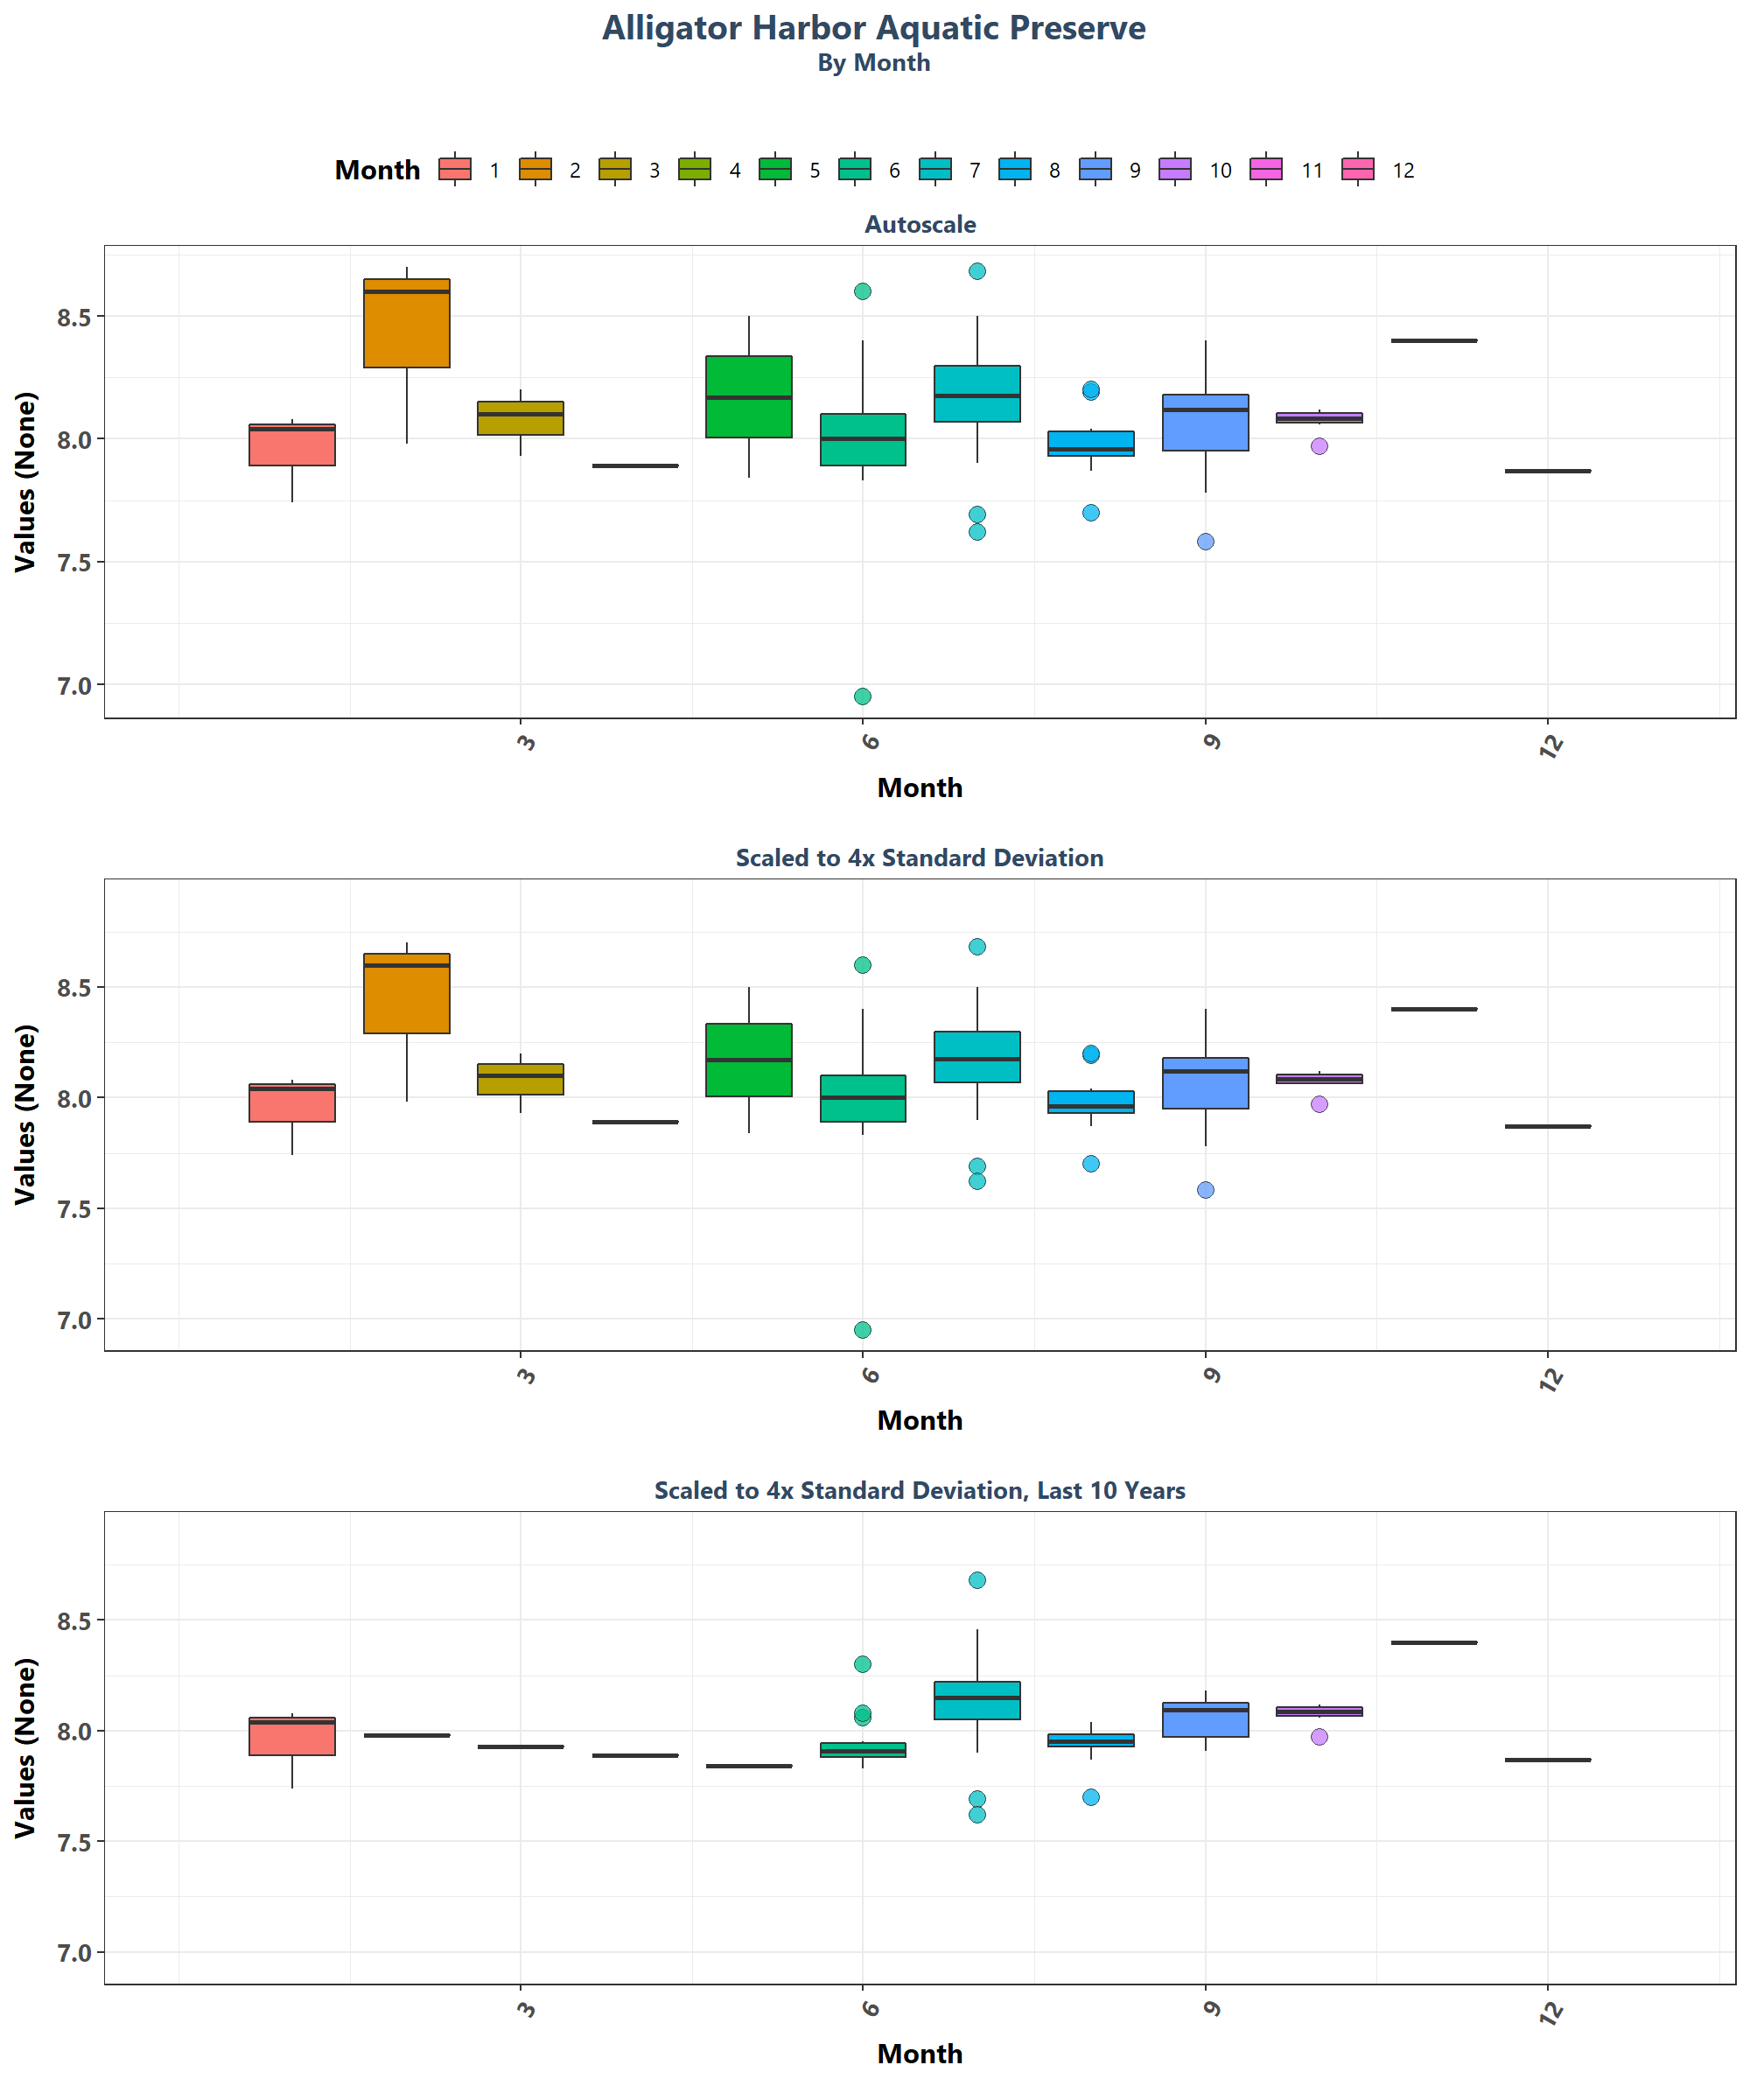 Alligator Harbor Aquatic Preserve
By Month
Month 1 2 3 4 5 6 7 8 9 10 11 12
Autoscale
Values (None)
8.5
8.0
7.5
7.0
3 6 9 12
Month
Scaled to 4x Standard Deviation
Values (None)
8.5
8.0
7.5
7.0
3 6 9 12
Month
Scaled to 4x Standard Deviation, Last 10 Years
Values (None)
8.5
8.0
7.5
7.0
3 6 9 12
Month